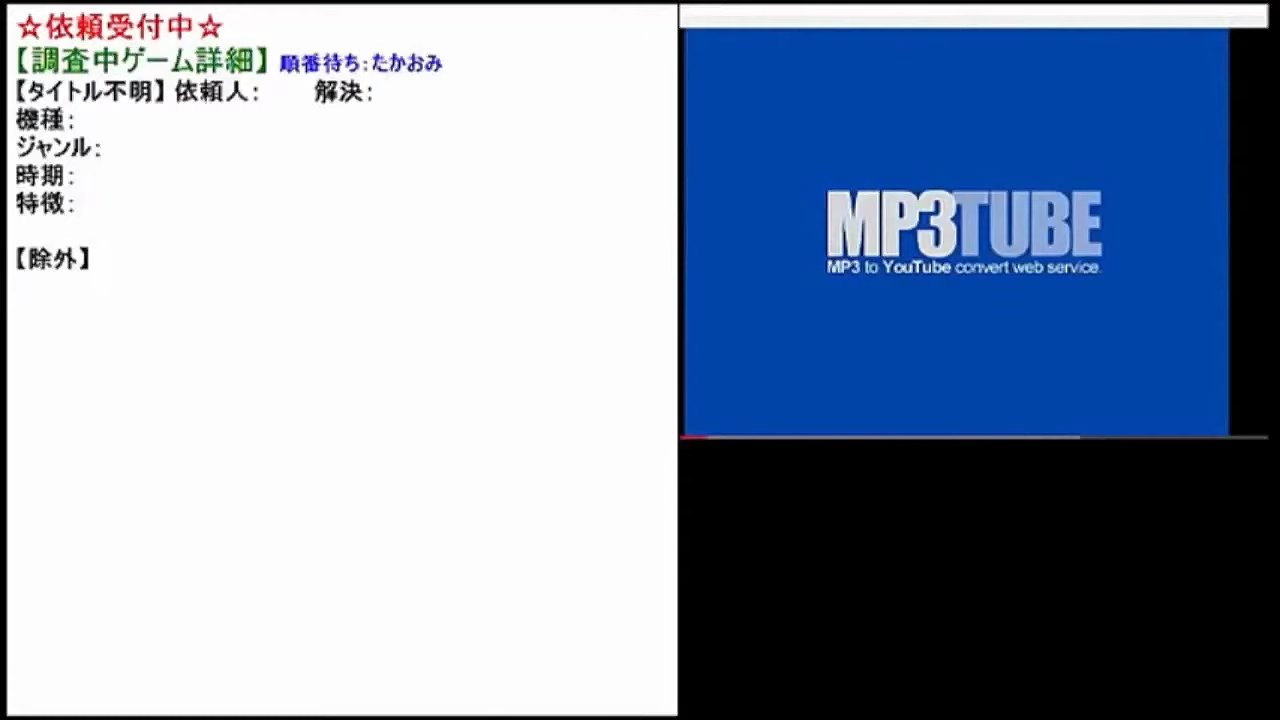 ☆依頼受付中☆
【調査中ゲーム詳細】 順番待ち：たかおみ
【タイトル不明】 依頼人： 解決：
機種：
ジャンル：
時期：
特徴：
【除外】
MP3TUBE
MP3 to YouTube convert web service.